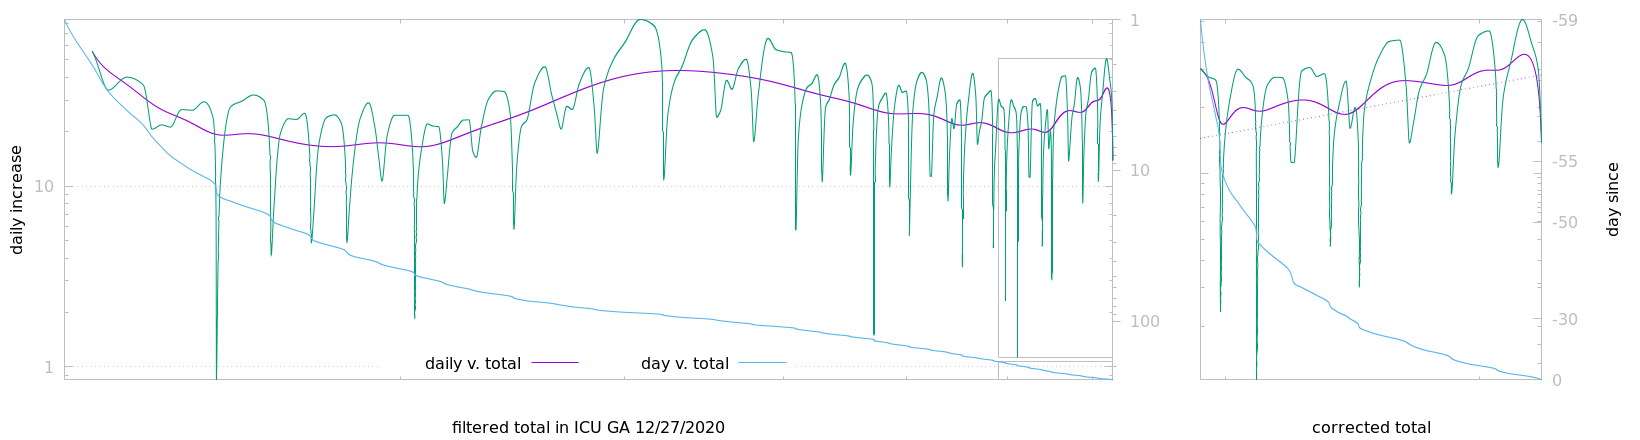 1
-59
-55
10
10
-50
daily increase
day since
-30
100
1
daily v. total
day v. total
0
filtered total in ICU GA 12/27/2020
corrected total